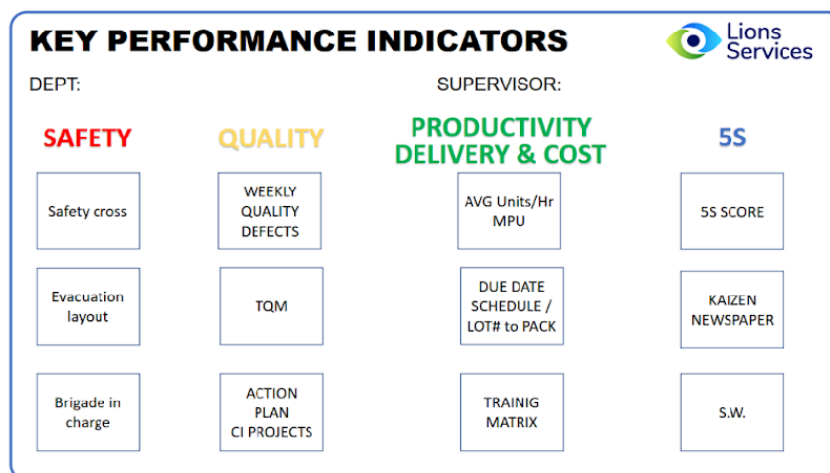 KEY PERFORMANCE INDICATORS
Lions
Services
DEPT:
SUPERVISOR:
SAFETY
QUALITY
PRODUCTIVITY
DELIVERY & COST
5S
Safety cross
WEEKLY
QUALITY
DEFECTS
AVG Units/Hr
MPU
5S SCORE
Evacuation
layout
TQM
DUE DATE
SCHEDULE /
LOT# to PACK
KAIZEN
NEWSPAPER
Brigade in
charge
ACTION
PLAN
CI PROJECTS
TRAINIG
MATRIX
S.W.